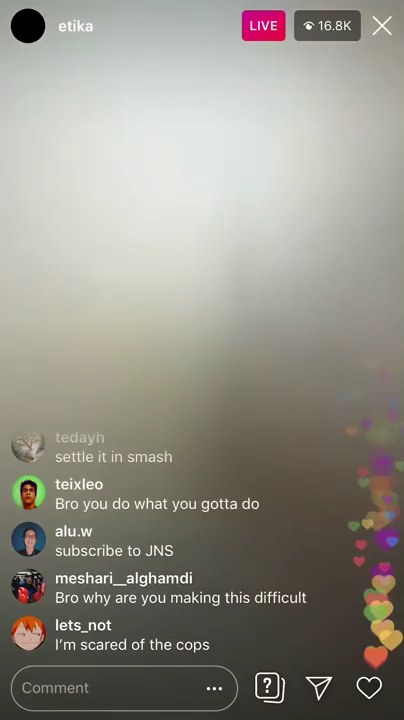 etika
LIVE
16.8K
tedayh
settle it in smash
teixleo
Bro you do what you gotta do
alu.w
subscribe to JNS
meshari__alghamdi
Bro why are you making this difficult
lets_not
I'm scared of the cops
Comment